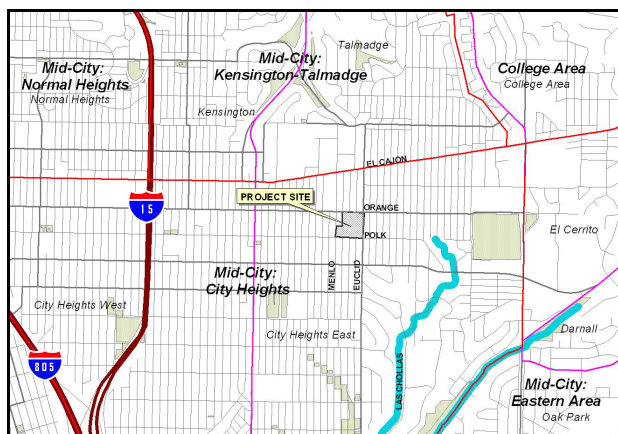 Talmadge
Mid-City:
Normal Heights
Normal Heights
Mid-City:
Kensington-Talmadge
College Area
College Area
Kensington
EL CAJON
PROJECT SITE
15
ORANGE
POLK
El Cerrito
MENLO
EUCLID
Mid-City:
City Heights
City Heights West
City Heights East
LAS CHOLLAS
Darnall
805
Mid-City:
Eastern Area
Oak Park